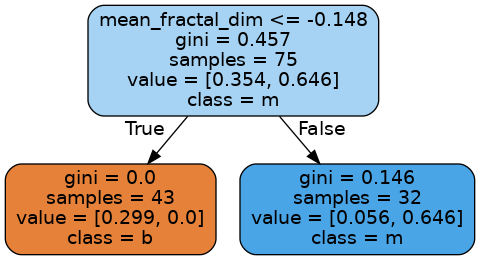 mean_fractal_dim <= -0.148
gini = 0.457
samples = 75
value = [0.354, 0.646]
class = m
True
False
gini = 0.0
samples = 43
value = [0.299, 0.0]
class = b
gini = 0.146
samples = 32
value = [0.056, 0.646]
class = m